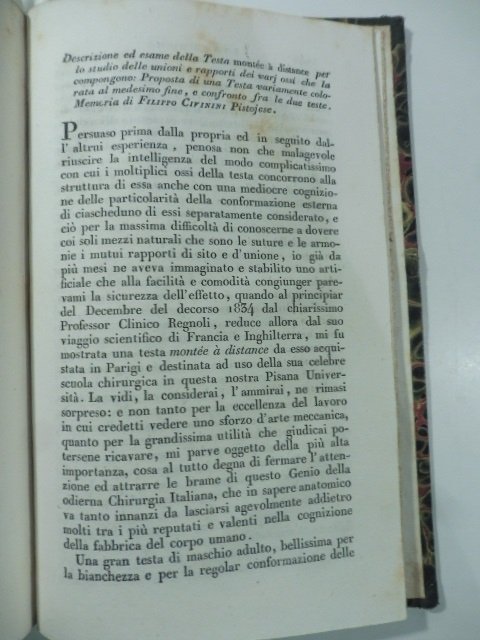 Descrizione ed esame della Testa montée à distance per
lo studio delle unioni e rapporti dei varj ossi che la
compongono: Proposta di una Testa variamente colo-
rata al medesimo fine, e confronto fra le due teste.
Memoria di FILIPPO CIVININI Pistojese.
Persuaso prima dalla propria ed in seguito dal-
l'altrui esperienza, penosa non che malagevole
riuscire la intelligenza del modo complicatissimo
con cui i moltiplici ossi della testa concorrono alla
struttura di essa anche con una mediocre cognizio-
ne delle particolarità della conformazione esterna
di ciascheduno di essi separatamente considerato, e
ciò per la massima difficoltà di conoscerne a dovere
coi soli mezzi naturali che sono le suture e le armo-
nie i mutui rapporti di sito e d'unione, io già da
più mesi ne aveva immaginato e stabilito uno arti-
ficiale che alla facilità e comodità congiunger pare-
vami la sicurezza dell'effetto, quando al principiar
del Decembre del decorso 1834 dal chiarissimo
Professor Clinico Regnoli, reduce allora dal suo
viaggio scientifico di Francia e Inghilterra, mi fu
mostrata una testa montée à distance da esso acqui-
stata in Parigi e destinata ad uso della sua celebre
scuola chirurgica in questa nostra Pisana Univer-
sità. La vidi, la considerai, l'ammirai, ne rimasi
sorpreso: e non tanto per la eccellenza del lavoro
in cui credetti vedere uno sforzo d'arte meccanica,
quanto per la grandissima utilità che giudicai po-
tersene ricavare, mi parve oggetto della più alta
importanza, cosa al tutto degna di fermare l'atten-
zione ed attrarre le brame di questo Genio della
odierna Chirurgia Italiana, che in sapere anatomico
va tanto innanzi da lasciarsi agevolmente addietro
molti tra i più reputati e valenti nella cognizione
della fabbrica del corpo umano.
Una gran testa di maschio adulto, bellissima per
la bianchezza e per la regolar conformazione delle